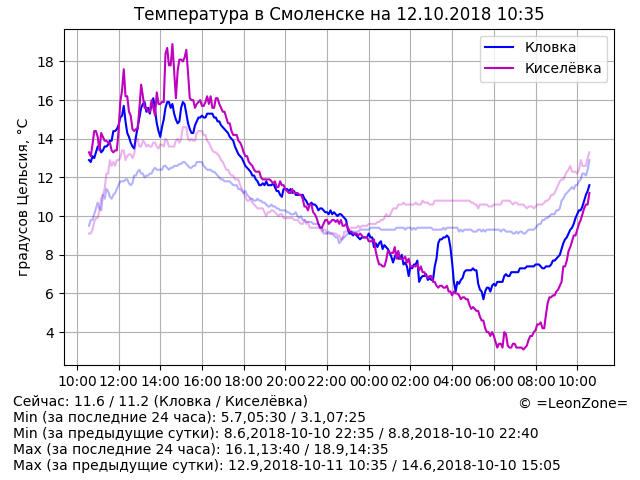 Температура в Смоленске на 12.10.2018 10:35
Кловка
Киселёвка
градусов Цельсия, °C
18
16
14
12
10
8
6
4
10:00 12:00 14:00 16:00 18:00 20:00 22:00 00:00 02:00 04:00 06:00 08:00 10:00
Сейчас: 11.6 / 11.2 (Кловка / Киселёвка)
© =LeonZone=
Min (за последние 24 часа): 5.7,05:30 / 3.1,07:25
Min (за предыдущие сутки): 8.6,2018-10-10 22:35 / 8.8,2018-10-10 22:40
Max (за последние 24 часа): 16.1,13:40 / 18.9,14:35
Max (за предыдущие сутки): 12.9,2018-10-11 10:35 / 14.6,2018-10-10 15:05